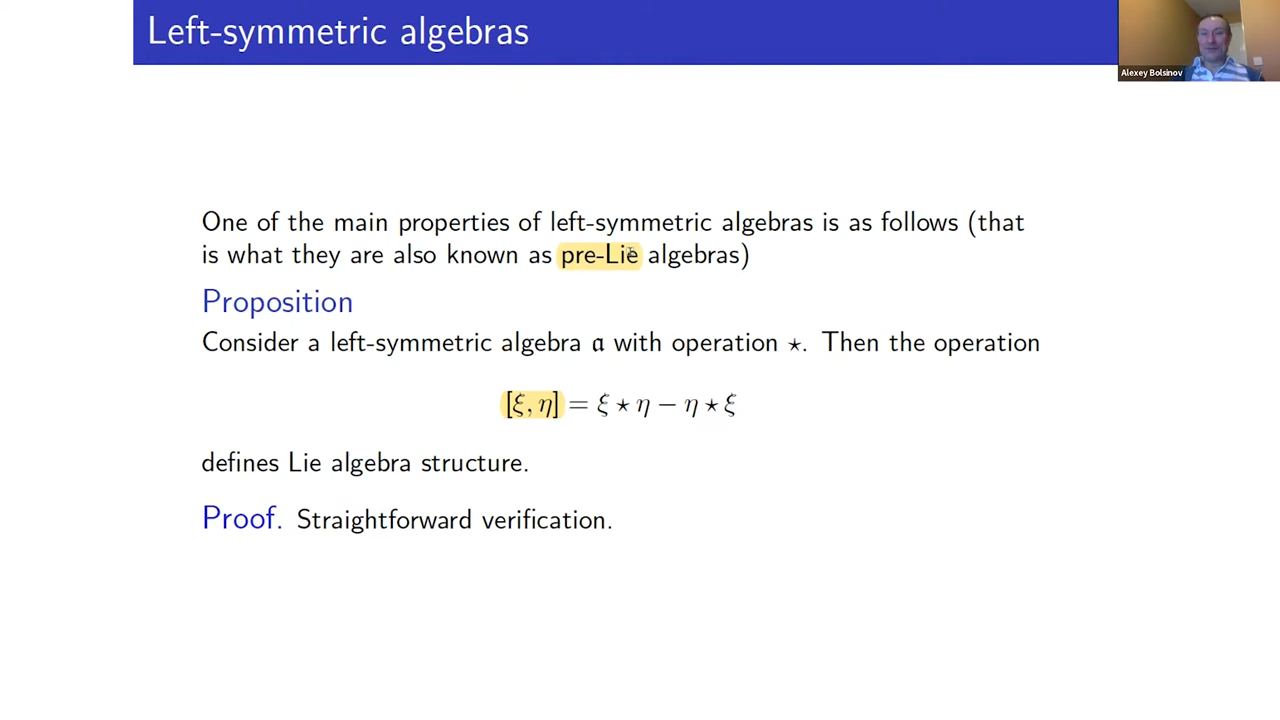 Left-symmetric algebras
Alexey Bolsinov
One of the main properties of left-symmetric algebras is as follows (that
is what they are also known as pre-Lie algebras)
Proposition
Consider a left-symmetric algebra 𝔞 with operation ⋆. Then the operation
[ξ, η] = ξ ⋆ η − η ⋆ ξ
defines Lie algebra structure.
Proof. Straightforward verification.